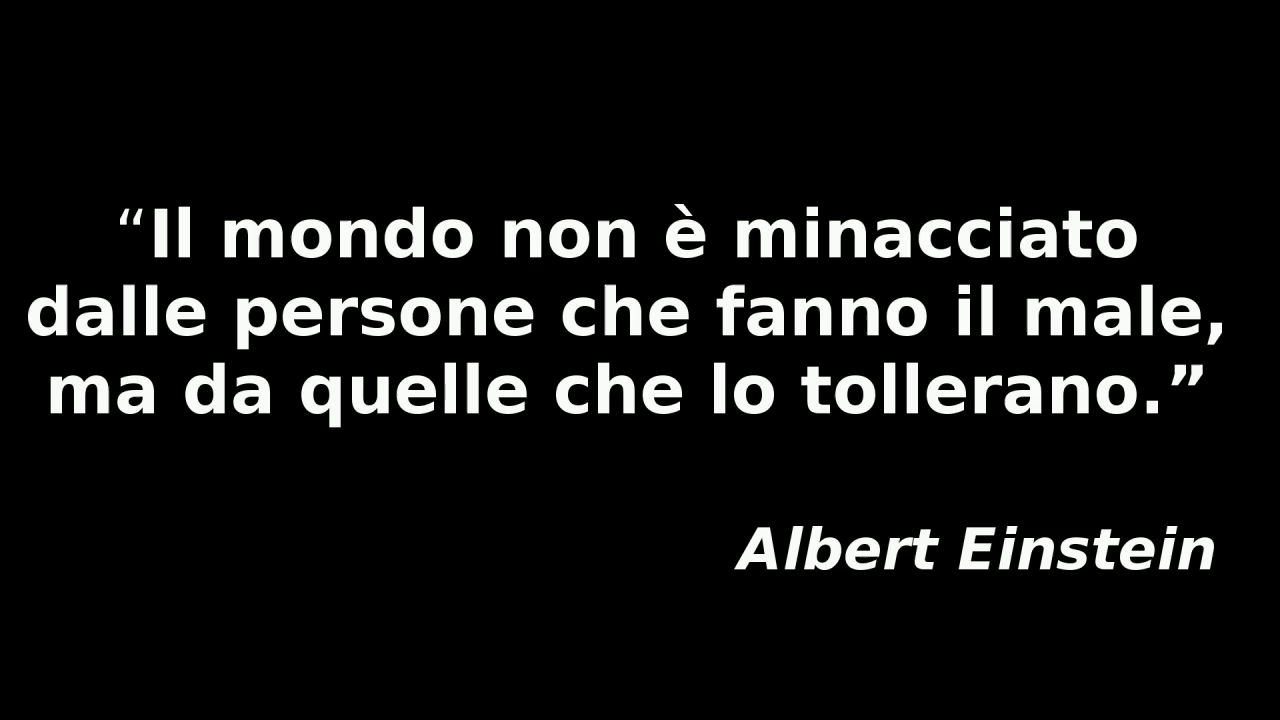 “Il mondo non è minacciato
dalle persone che fanno il male,
ma da quelle che lo tollerano.”
Albert Einstein